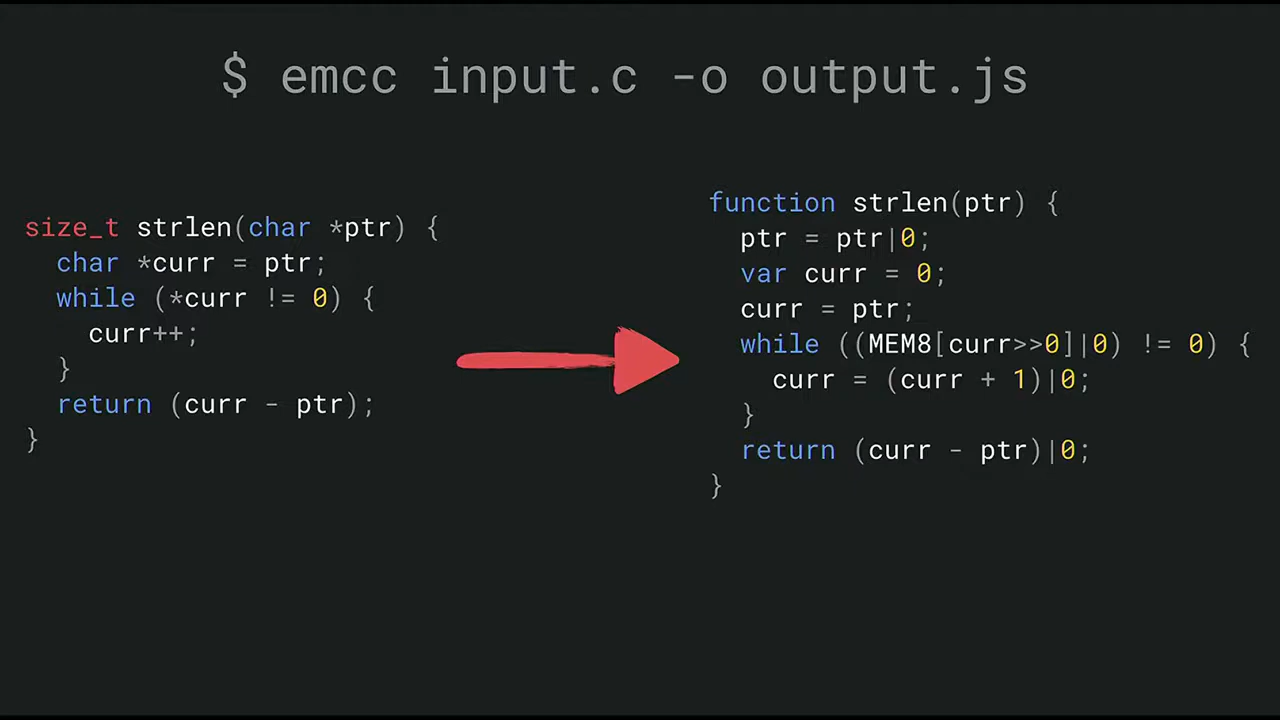 $ emcc input.c -o output.js
size_t strlen(char *ptr) {
  char *curr = ptr;
  while (*curr != 0) {
    curr++;
  }
  return (curr - ptr);
}
function strlen(ptr) {
  ptr = ptr|0;
  var curr = 0;
  curr = ptr;
  while ((MEM8[curr>>0]|0) != 0) {
    curr = (curr + 1)|0;
  }
  return (curr - ptr)|0;
}